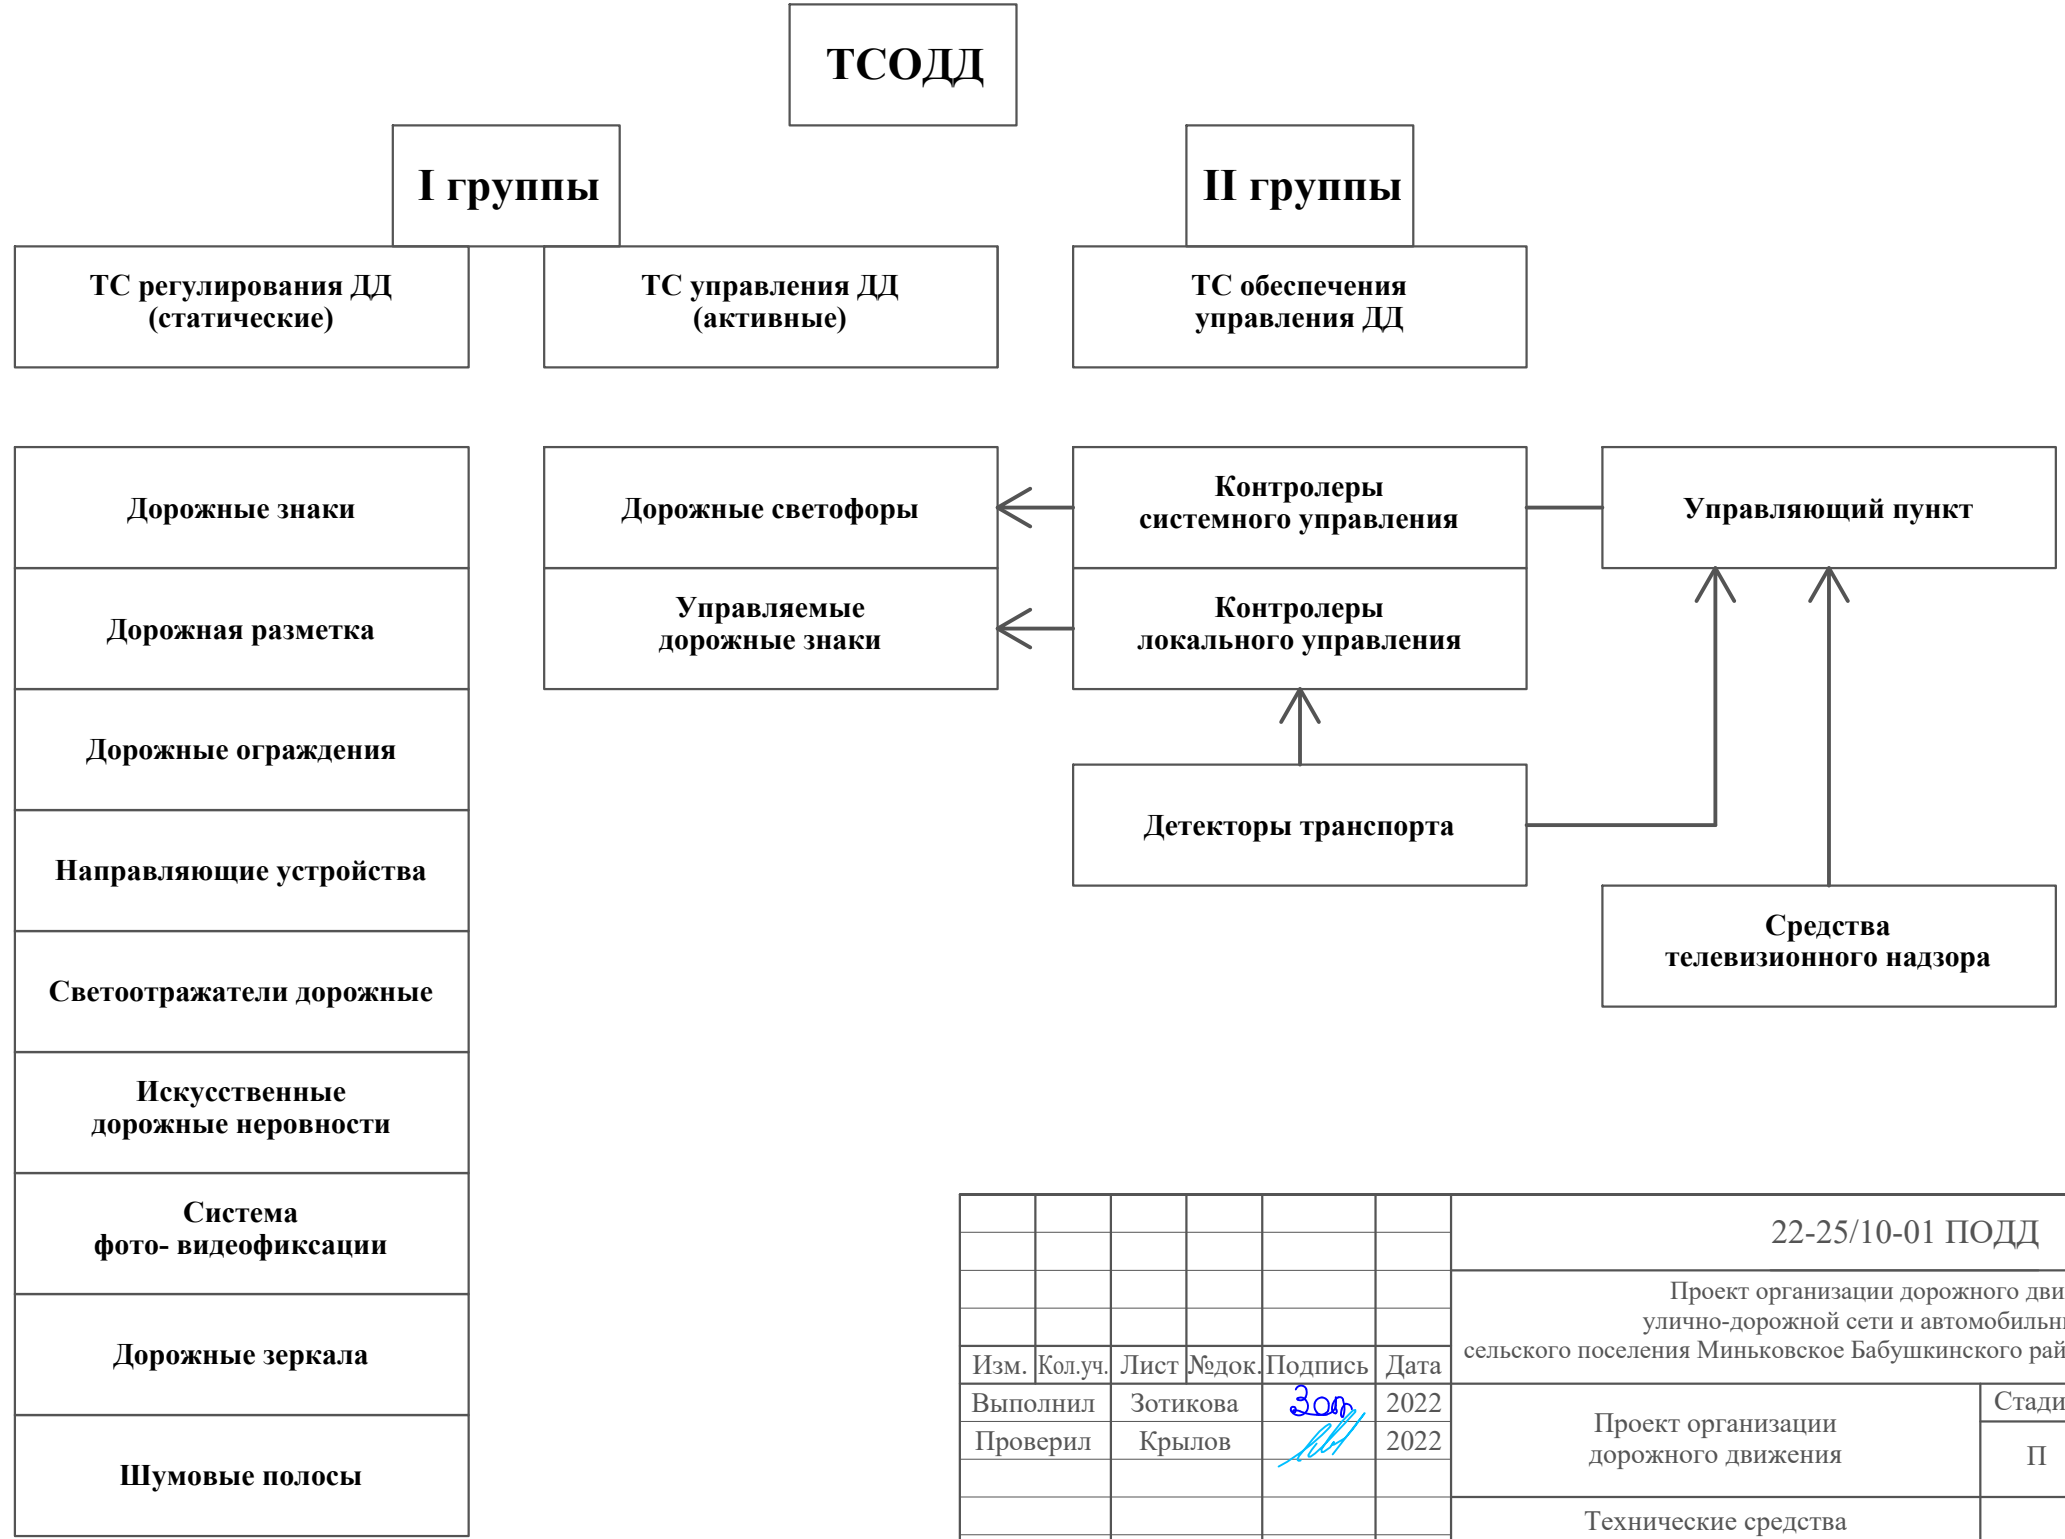 ТСОДД
I группы
II группы
ТС регулирования ДД
(статические)
ТС управления ДД
(активные)
ТС обеспечения
управления ДД
Дорожные знаки
Дорожные светофоры
Контролеры
системного управления
Управляющий пункт
Дорожная разметка
Управляемые
дорожные знаки
Контролеры
локального управления
Дорожные ограждения
Детекторы транспорта
Направляющие устройства
Средства
телевизионного надзора
Светоотражатели дорожные
Искусственные
дорожные неровности
Система
фото- видеофиксации
Дорожные зеркала
Шумовые полосы
22-25/10-01 ПОДД
Проект организации дорожного дви
улично-дорожной сети и автомобильн
сельского поселения Миньковское Бабушкинского рай
Изм. Кол.уч. Лист №док. Подпись Дата
Выполнил Зотикова Зот 2022
Проверил Крылов 2022
Проект организации
дорожного движения
Стади
П
Технические средства